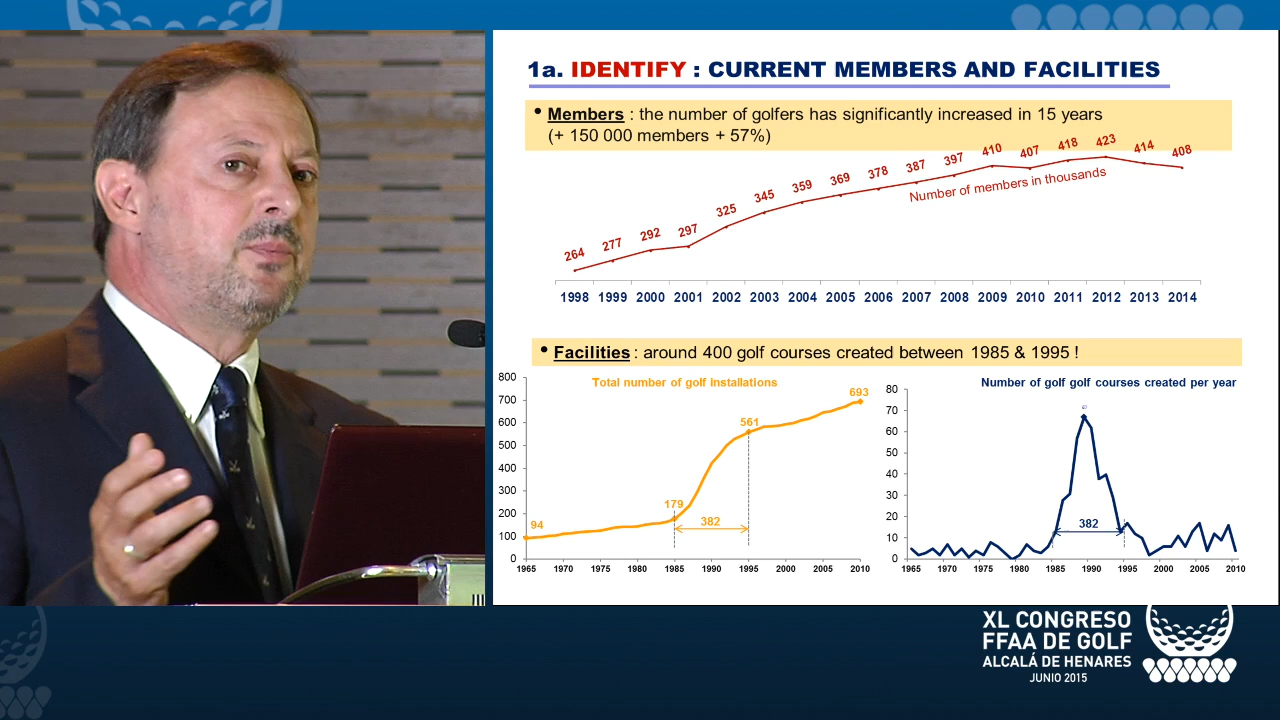 1a. IDENTIFY : CURRENT MEMBERS AND FACILITIES
• Members : the number of golfers has significantly increased in 15 years
(+ 150 000 members + 57%)
264 277 292 297 325 345 359 369 378 387 397 410 407 418 423 414 408
Number of members in thousands
1998 1999 2000 2001 2002 2003 2004 2005 2006 2007 2008 2009 2010 2011 2012 2013 2014
• Facilities : around 400 golf courses created between 1985 & 1995 !
Total number of golf installations
800
700
600
500
400
300
200
100
0
94
179
382
561
693
1965 1970 1975 1980 1985 1990 1995 2000 2005 2010
Number of golf golf courses created per year
80
70
60
50
40
30
20
10
0
382
1965 1970 1975 1980 1985 1990 1995 2000 2005 2010
XL CONGRESO
FFAA DE GOLF
ALCALÁ DE HENARES
JUNIO 2015